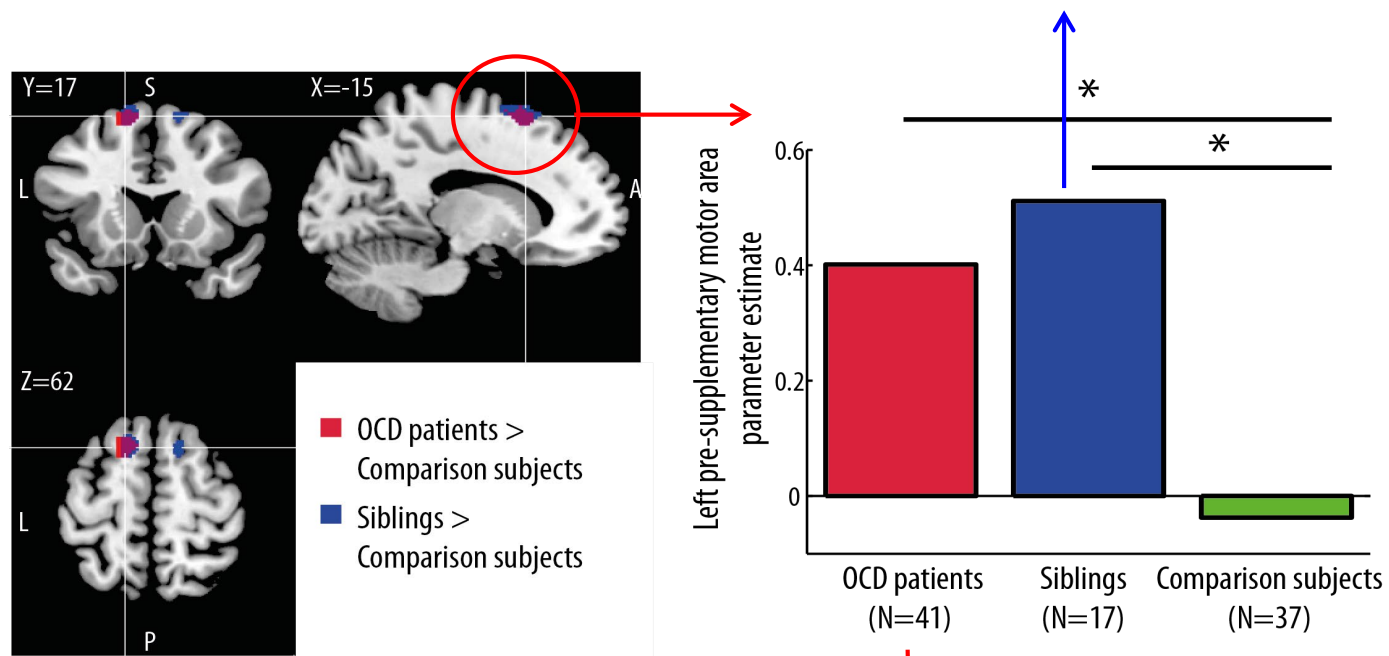 Y=17
S
X=-15
L
A
Z=62
L
P
OCD patients >
Comparison subjects
Siblings >
Comparison subjects
*
*
Left pre-supplementary motor area
parameter estimate
0.6
0.4
0.2
0
OCD patients
(N=41)
Siblings
(N=17)
Comparison subjects
(N=37)